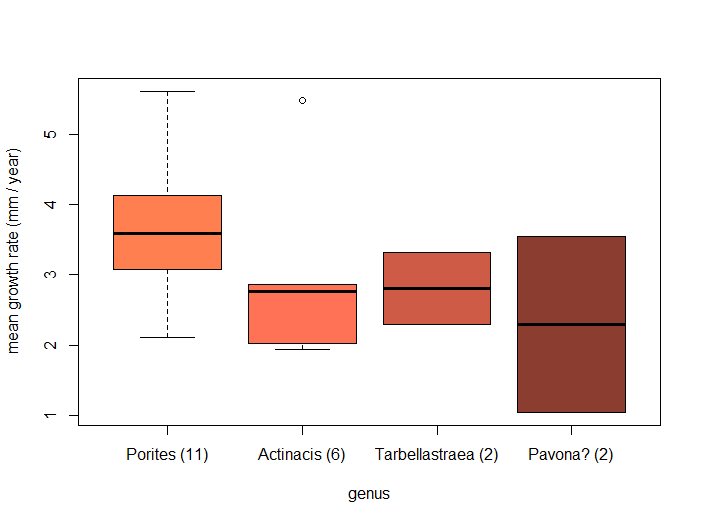 mean growth rate (mm / year)
5
4
3
2
1
Porites (11)
Actinacis (6)
Tarbellastraea (2)
Pavona? (2)
genus